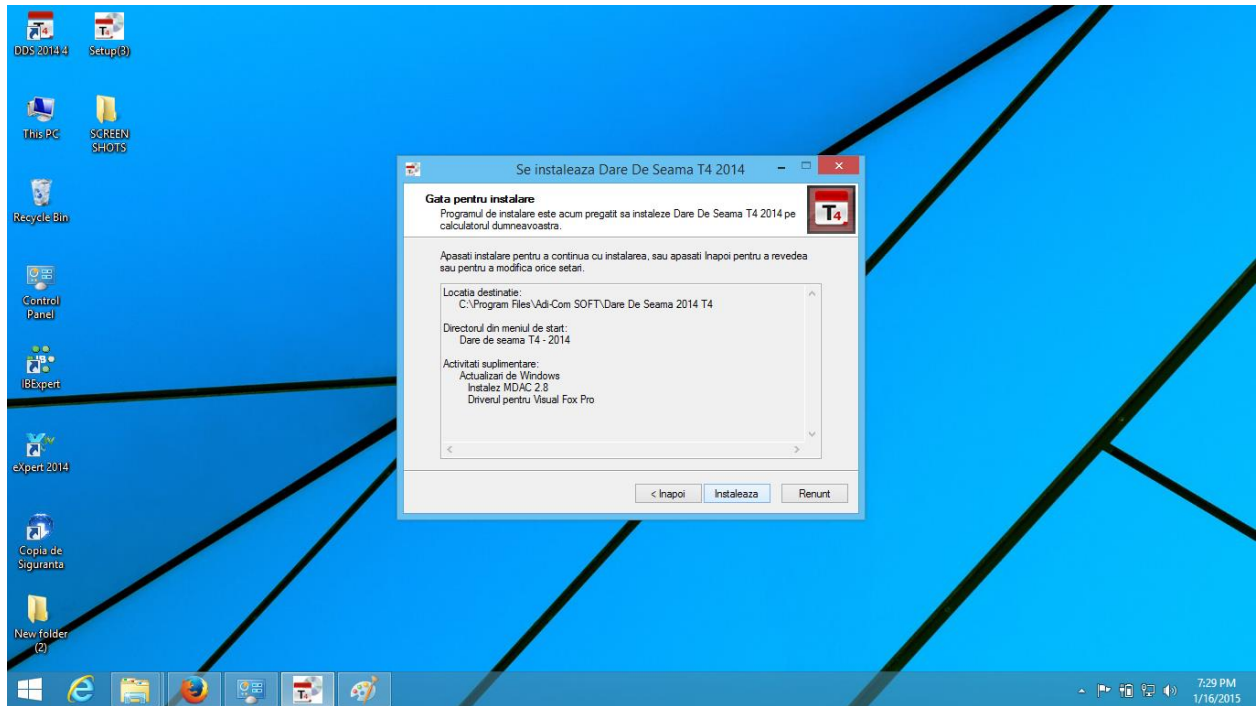 DDS 2014.4
Setup(3)
This PC
SCREEN
SHOTS
Recycle Bin
Control
Panel
IBExpert
eXpert 2014
Copia de
Siguranta
New folder
(2)
Se instaleaza Dare De Seama T4 2014
Gata pentru instalare
Programul de instalare este acum pregatit sa instaleze Dare De Seama T4 2014 pe
calculatorul dumneavoastra.
T4
Apasati instalare pentru a continua cu instalarea, sau apasati Inapoi pentru a revedea
sau pentru a modifica orice setari.
Locatia destinatie:
C:\Program Files\Adi-Com SOFT\Dare De Seama 2014 T4
Directorul din meniul de start:
Dare de seama T4 - 2014
Activitati suplimentare:
Actualizari de Windows
Instalez MDAC 2.8
Driverul pentru Visual Fox Pro
< Inapoi
Instaleaza
Renunt
7:29 PM
1/16/2015